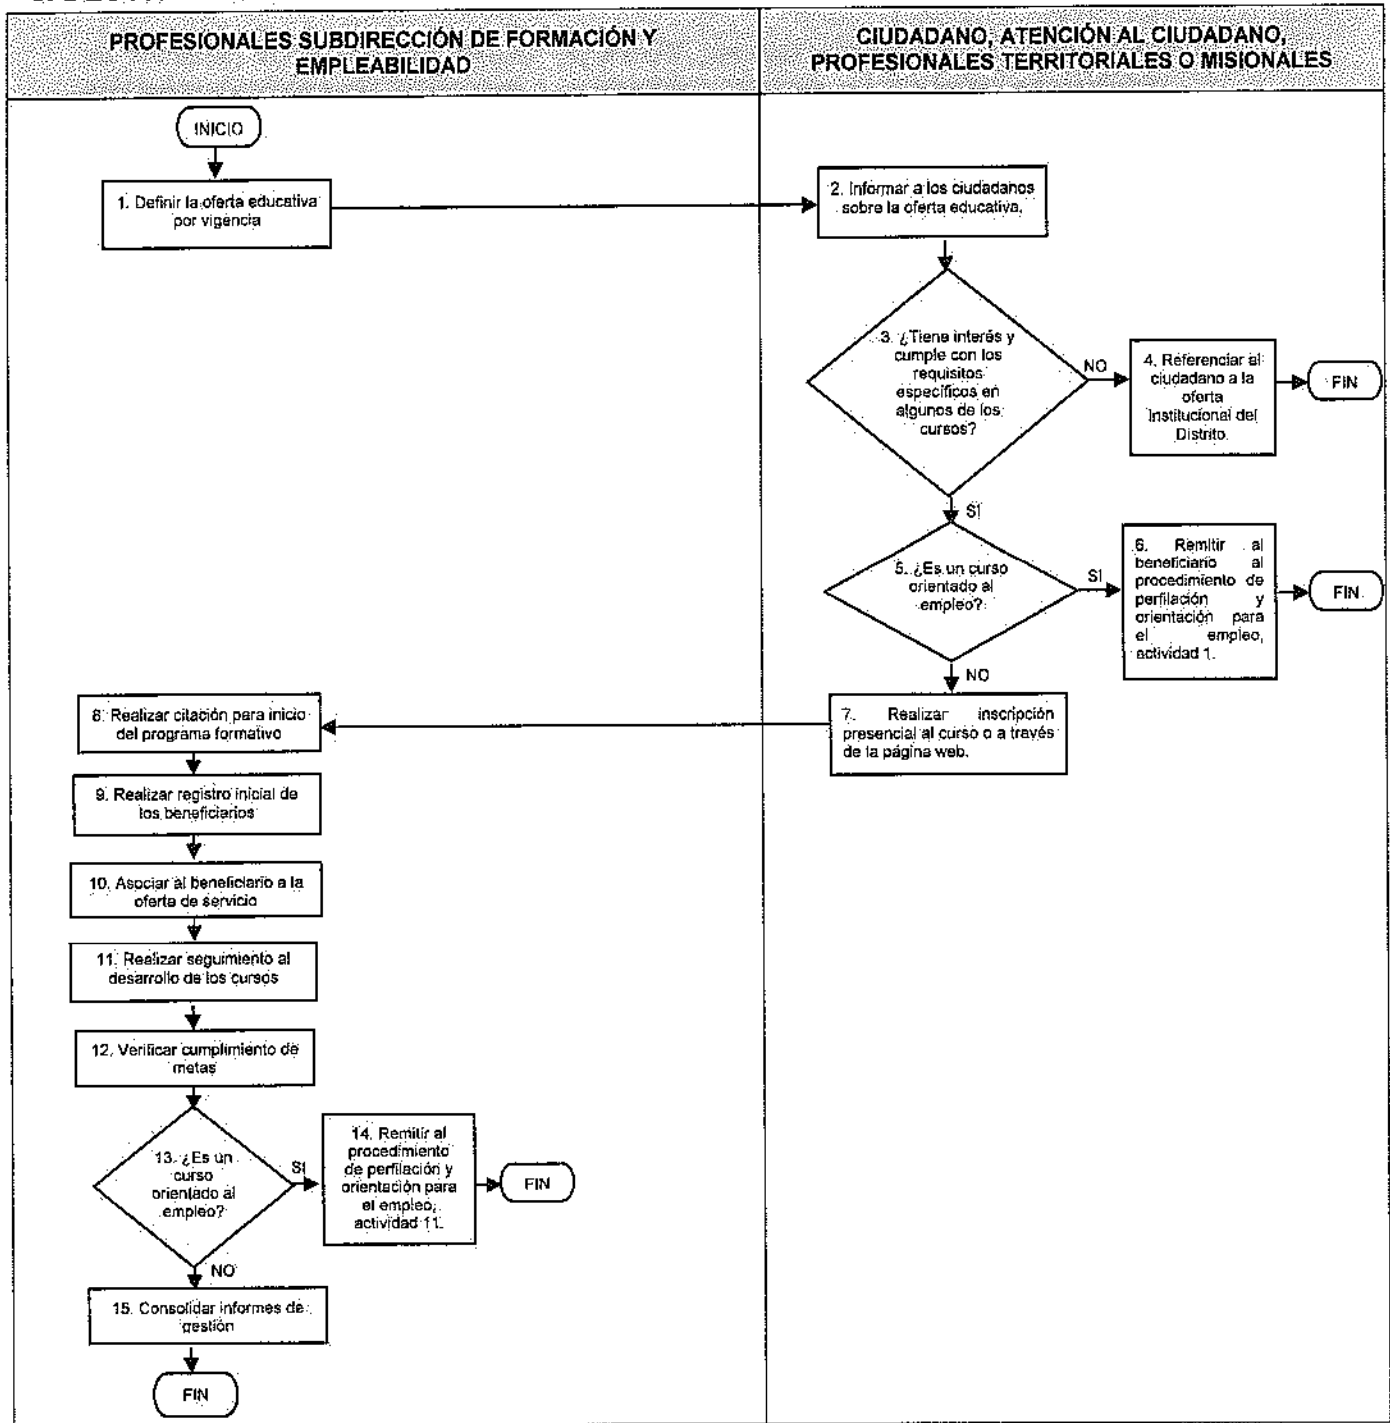 PROFESIONALES SUBDIRECCIÓN DE FORMACIÓN Y
EMPLEABILIDAD
CIUDADANO, ATENCIÓN AL CIUDADANO,
PROFESIONALES TERRITORIALES O MISIONALES
INICIO
1. Definir la oferta educativa
por vigencia
2. Informar a los ciudadanos
sobre la oferta educativa.
3. ¿Tiene interés y
cumple con los
requisitos
específicos en
algunos de los
cursos?
NO
4. Referenciar al
ciudadano a la
oferta
Institucional del
Distrito.
FIN
SI
5. ¿Es un curso
orientado al
empleo?
SI
6. Remitir al
beneficiario al
procedimiento de
perfilación y
orientación para
el empleo,
actividad 1.
FIN
NO
7. Realizar inscripción
presencial al curso o a través
de la página web.
8. Realizar citación para inicio
del programa formativo
9. Realizar registro inicial de
los beneficiarios
10. Asociar al beneficiario a la
oferta de servicio
11. Realizar seguimiento al
desarrollo de los cursos
12. Verificar cumplimiento de
metas
13. ¿Es un
curso
orientado al
empleo?
SI
14. Remitir al
procedimiento
de perfilación y
orientación para
el empleo,
actividad 11.
FIN
NO
15. Consolidar informes de
gestión
FIN